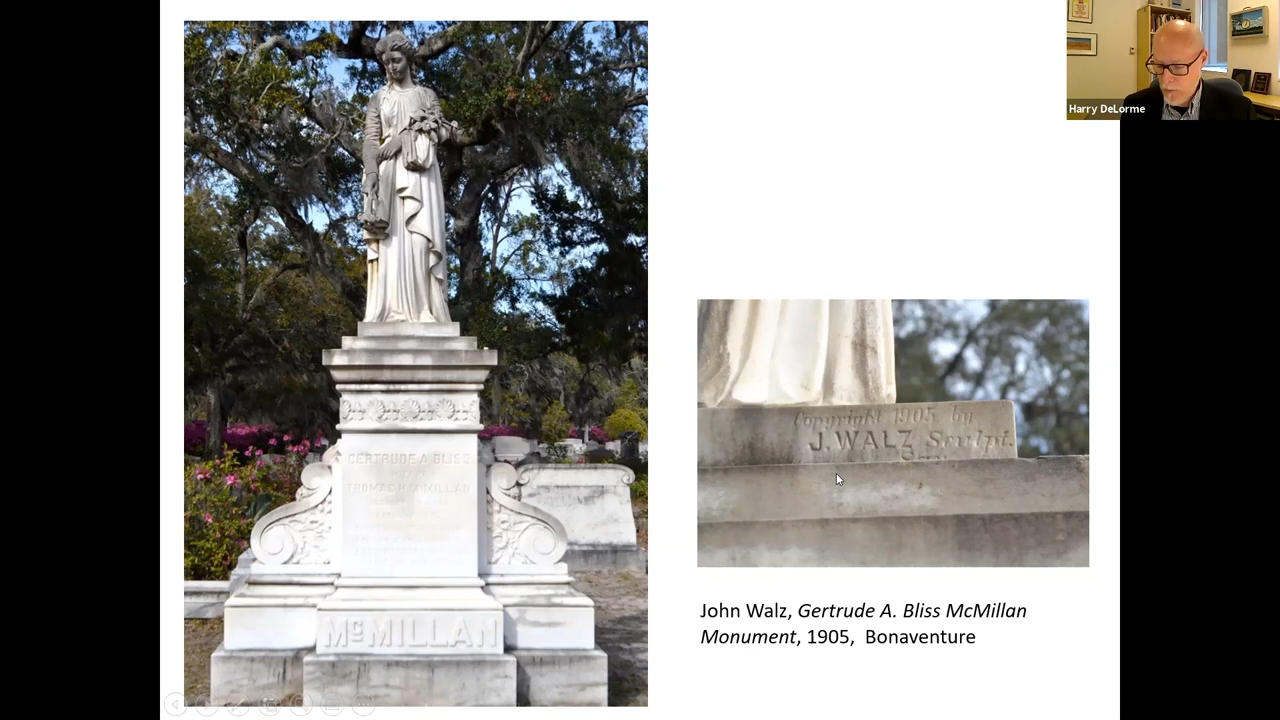 Harry DeLorme
GERTRUDE A. BLISS
THOMAS H. MCMILLAN
MCMILLAN
Copyright 1905 by
J. WALZ Sculpt.
John Walz, Gertrude A. Bliss McMillan
Monument, 1905, Bonaventure